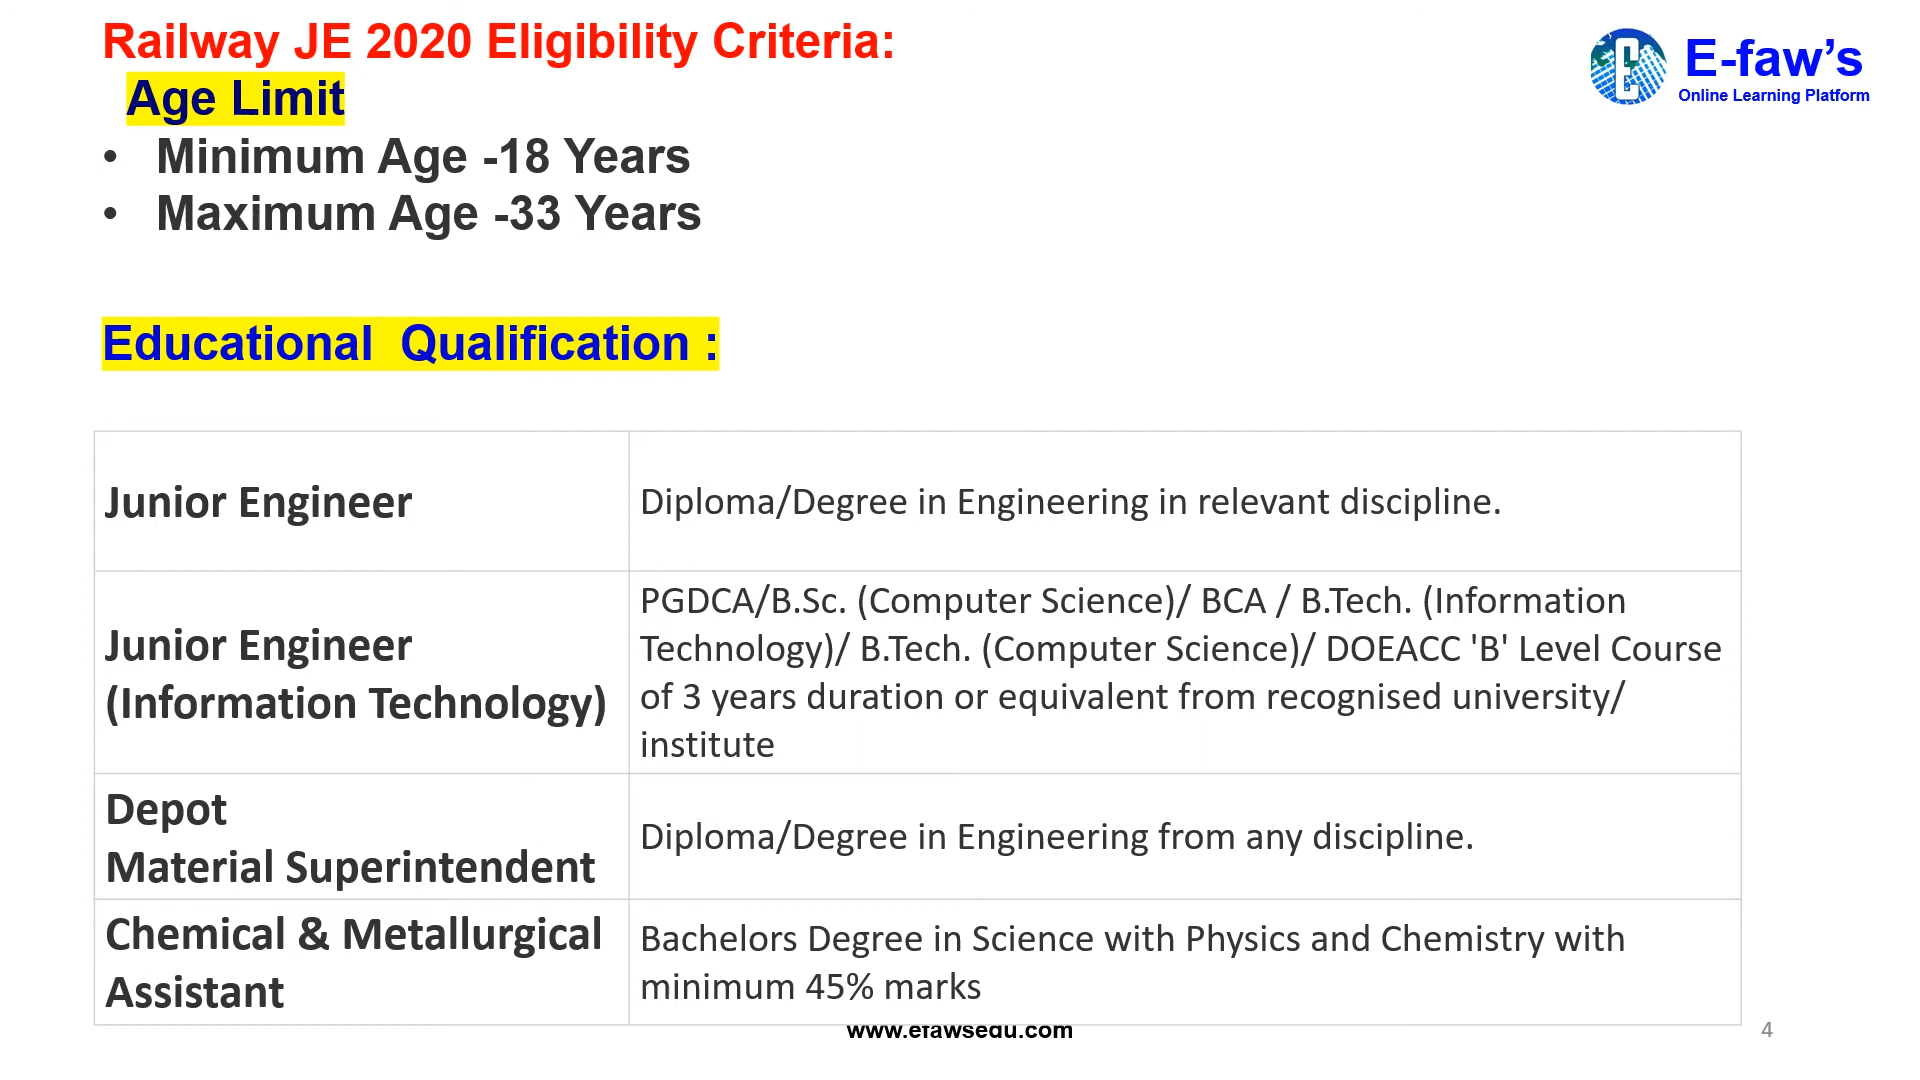 Railway JE 2020 Eligibility Criteria:
E-faw’s
Online Learning Platform
Age Limit
• Minimum Age -18 Years
• Maximum Age -33 Years
Educational  Qualification :
Junior Engineer
Diploma/Degree in Engineering in relevant discipline.
Junior Engineer
(Information Technology)
PGDCA/B.Sc. (Computer Science)/ BCA / B.Tech. (Information
Technology)/ B.Tech. (Computer Science)/ DOEACC 'B' Level Course
of 3 years duration or equivalent from recognised university/
institute
Depot
Material Superintendent
Diploma/Degree in Engineering from any discipline.
Chemical & Metallurgical
Assistant
Bachelors Degree in Science with Physics and Chemistry with
minimum 45% marks
www.efawsedu.com
4